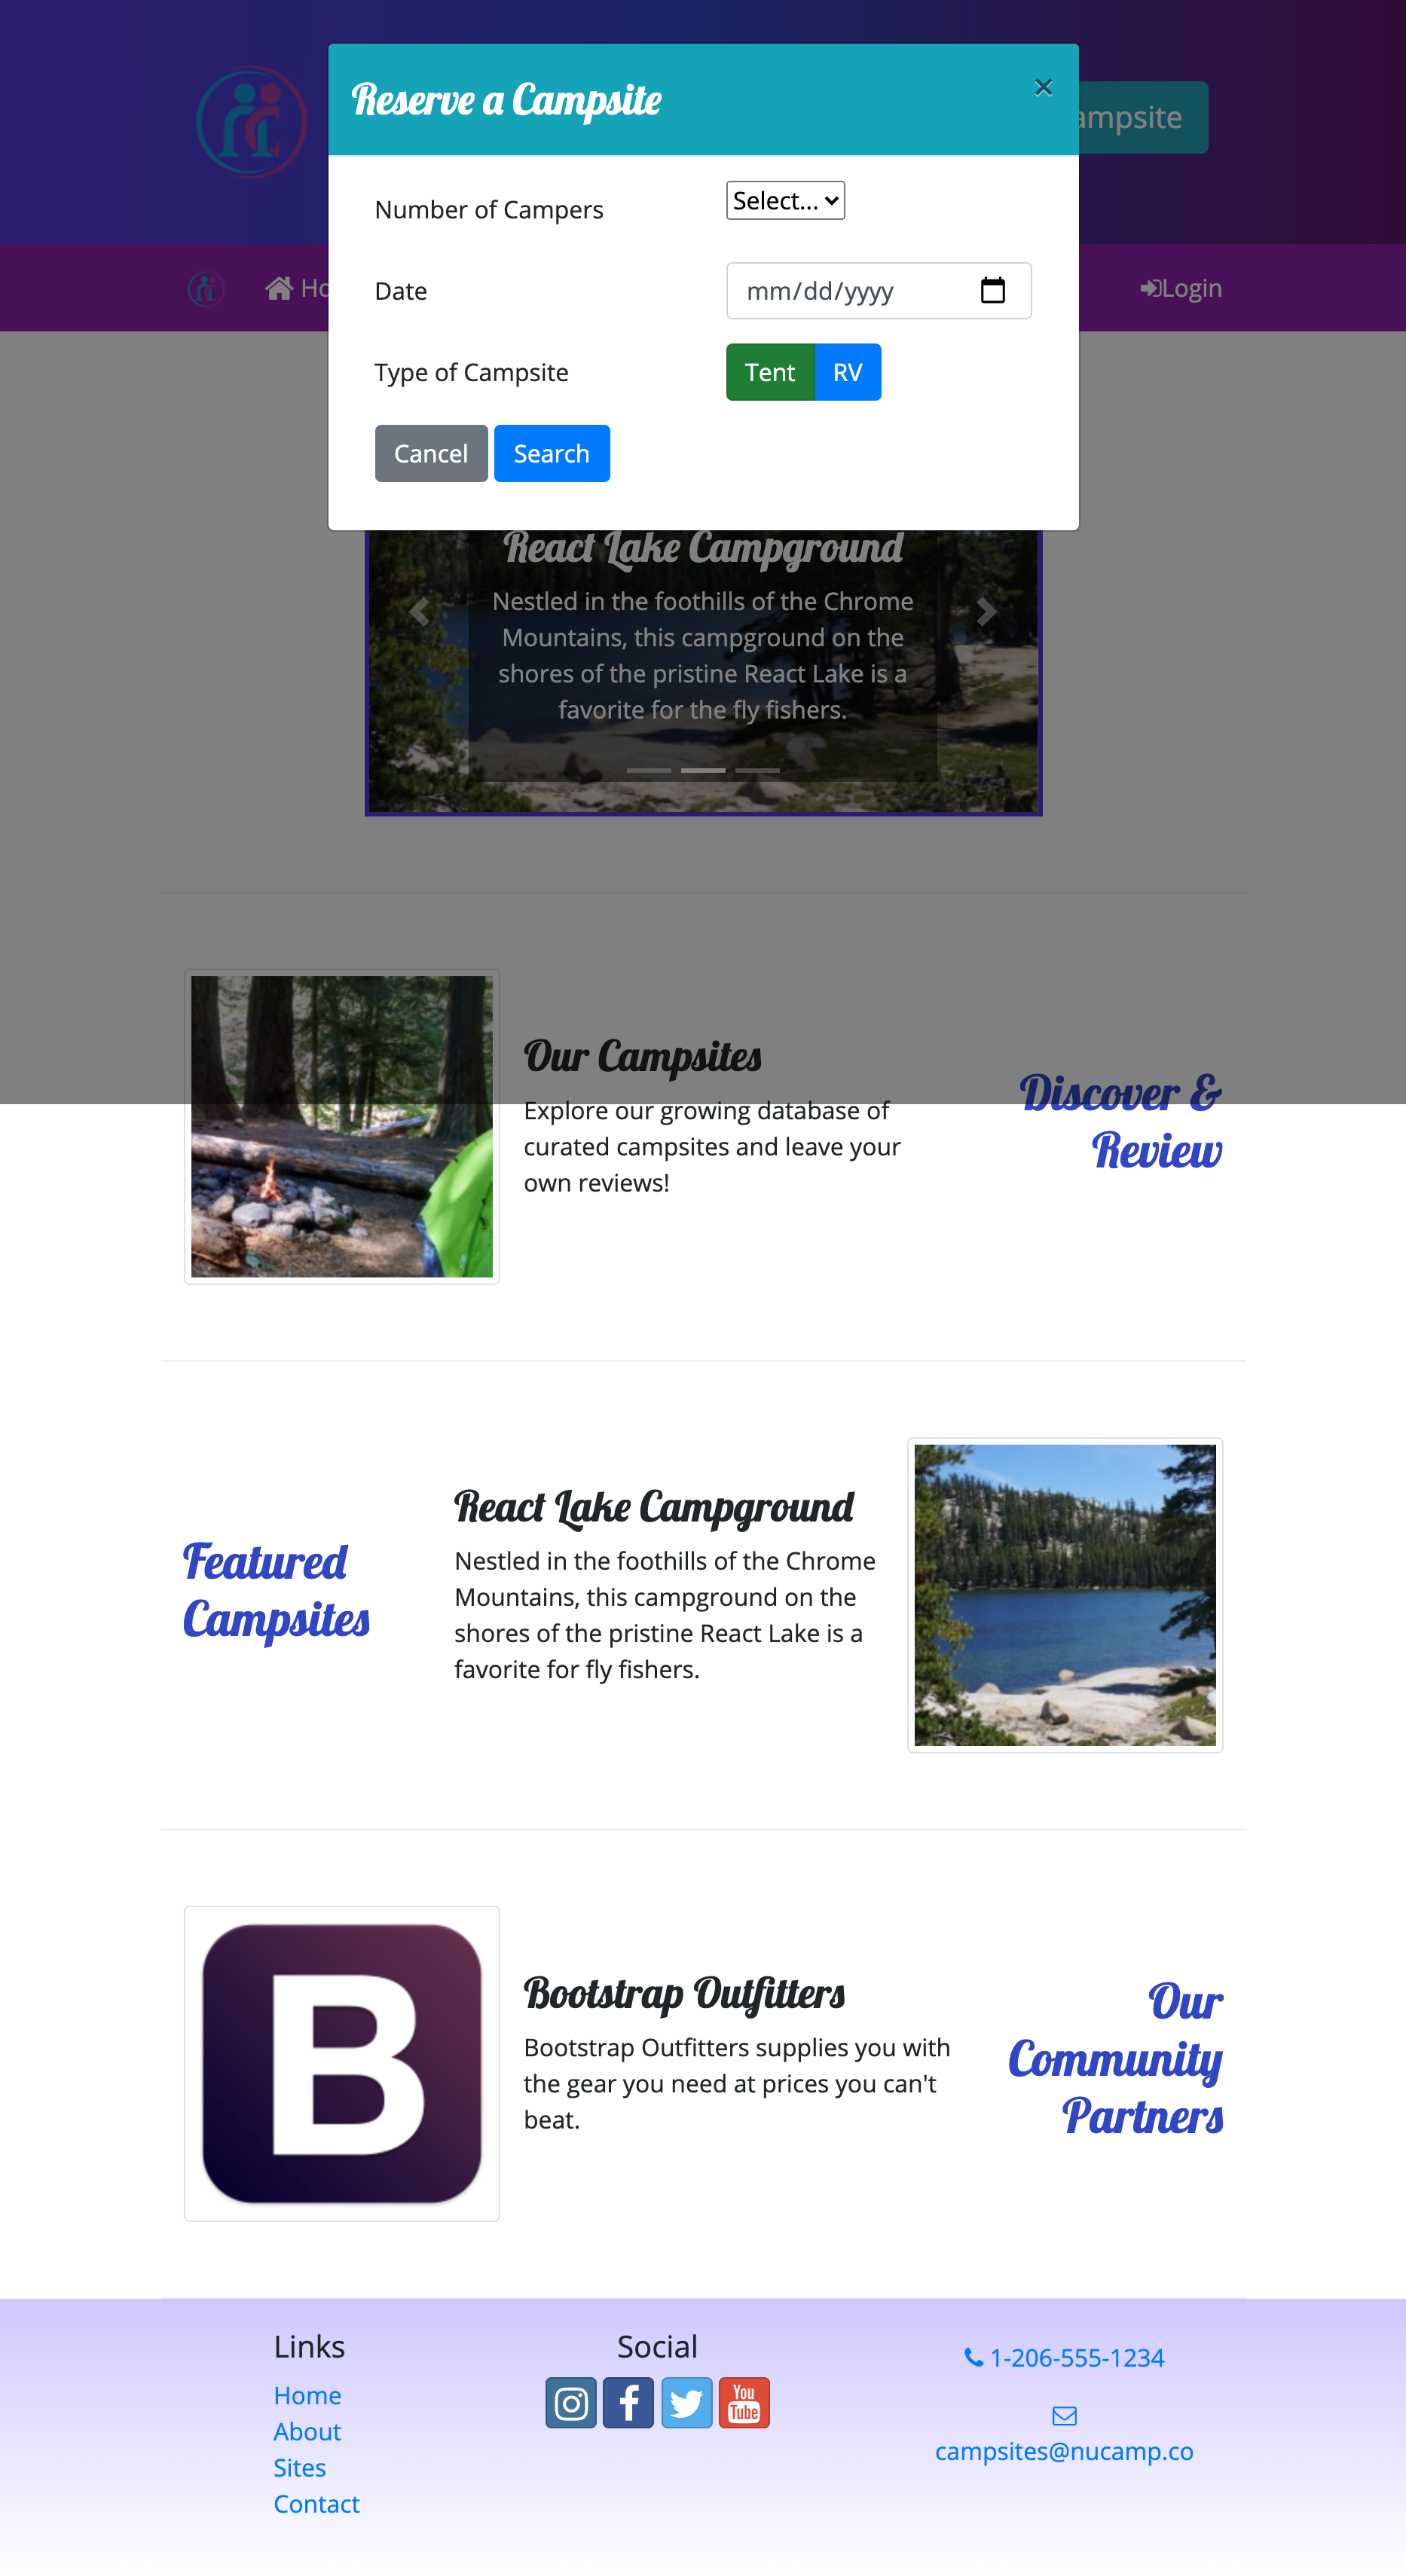 Reserve a Campsite
×
ampsite
Number of Campers
Select...
Ho
Login
Date
mm/dd/yyyy
Type of Campsite
Tent
RV
Cancel
Search
React Lake Campground
Nestled in the foothills of the Chrome
Mountains, this campground on the
shores of the pristine React Lake is a
favorite for the fly fishers.
Our Campsites
Explore our growing database of
curated campsites and leave your
own reviews!
Discover &
Review
Featured
Campsites
React Lake Campground
Nestled in the foothills of the Chrome
Mountains, this campground on the
shores of the pristine React Lake is a
favorite for fly fishers.
B
Bootstrap Outfitters
Bootstrap Outfitters supplies you with
the gear you need at prices you can't
beat.
Our
Community
Partners
Links
Home
About
Sites
Contact
Social
You
Tube
1-206-555-1234
campsites@nucamp.co